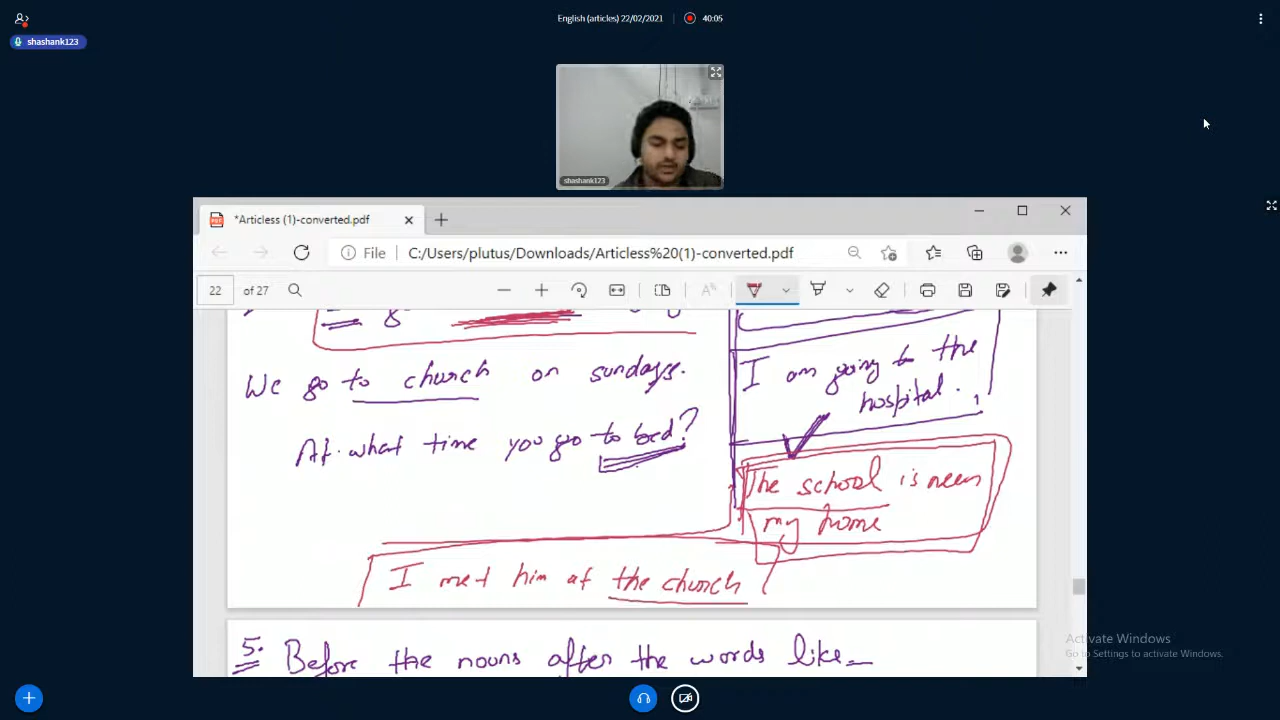 English (articles) 22/02/2021
40:05
shashank123
shashank123
*Articless (1)-converted.pdf
File
C:/Users/plutus/Downloads/Articless%20(1)-converted.pdf
22 of 27
We go to church on sundays.
At what time you go to bed?
I am going to the
hospital.
The school is near
my home
I met him at the church
5. Before the nouns after the words like
Activate Windows
Go to Settings to activate Windows.